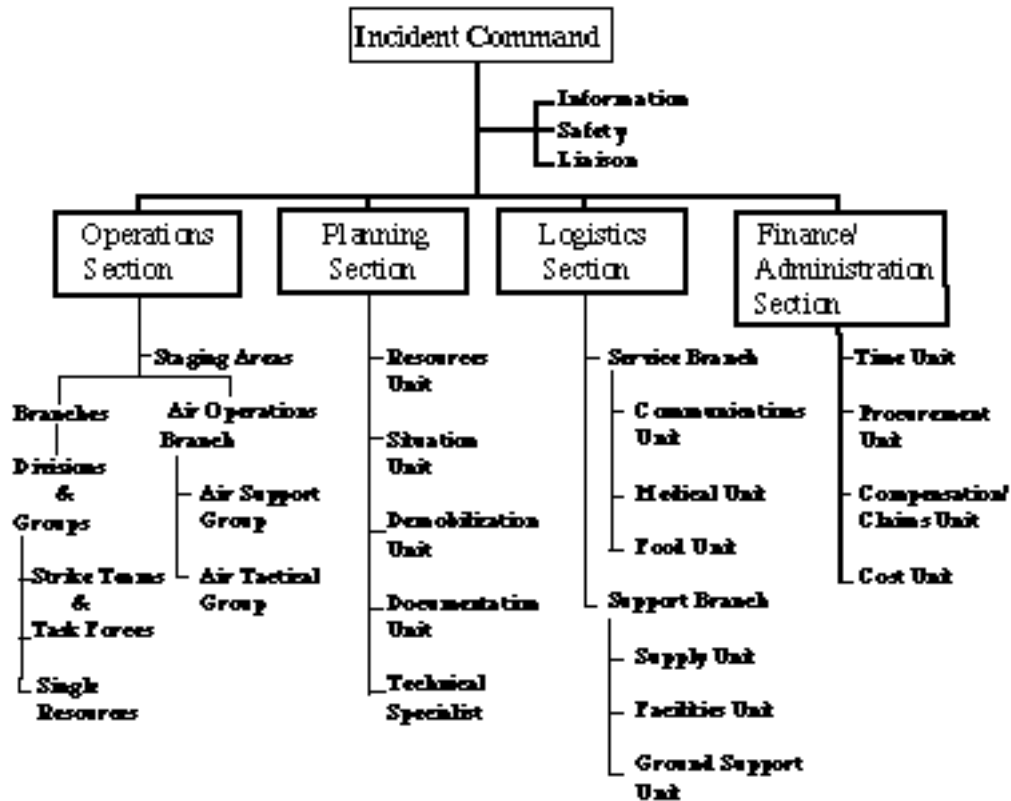 Incident Command
Information
Safety
Liaison
Operations
Section
Planning
Section
Logistics
Section
Finance/
Administration
Section
Staging Areas
Branches
Divisions
&
Groups
Strike Teams
&
Task Forces
Single
Resources
Air Operations
Branch
Air Support
Group
Air Tactical
Group
Resources
Unit
Situation
Unit
Demobilization
Unit
Documentation
Unit
Technical
Specialist
Service Branch
Communications
Unit
Medical Unit
Food Unit
Support Branch
Supply Unit
Facilities Unit
Ground Support
Unit
Time Unit
Procurement
Unit
Compensation/
Claims Unit
Cost Unit